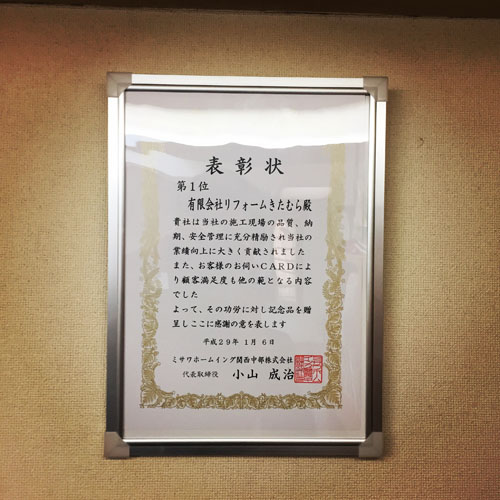 表彰状
第1位
有限会社リフォームきたむら殿
貴社は当社の施工現場の品質、納
期、安全管理に充分精励され当社の
業績向上に大きく貢献されました
また、お客様のお伺いCARDによ
り顧客満足度も他の範となる内容
でした
よって、その功労に対し記念品を贈
呈しここに感謝の意を表します
平成29年 1月 6日
ミサワホームイング関西中部株式会社
代表取締役 小山 成治